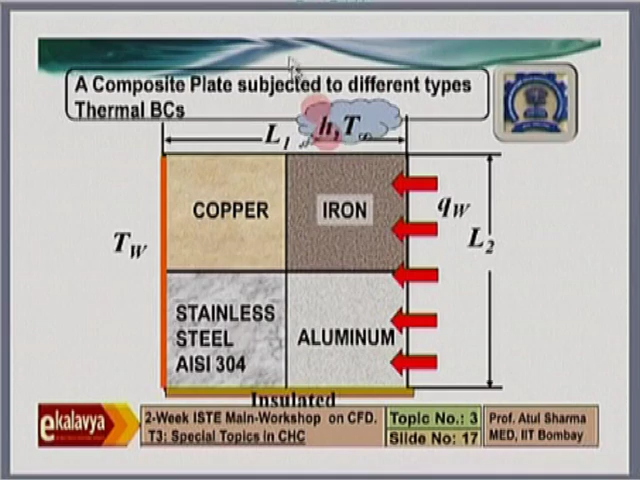 A Composite Plate subjected to different types
Thermal BCs
L1
h, T∞
COPPER
IRON
qW
TW
L2
STAINLESS
STEEL
AISI 304
ALUMINUM
Insulated
ekalavya
2-Week ISTE Main-Workshop on CFD.
T3: Special Topics in CHC
Topic No.: 3
Slide No.: 17
Prof. Atul Sharma
MED, IIT Bombay